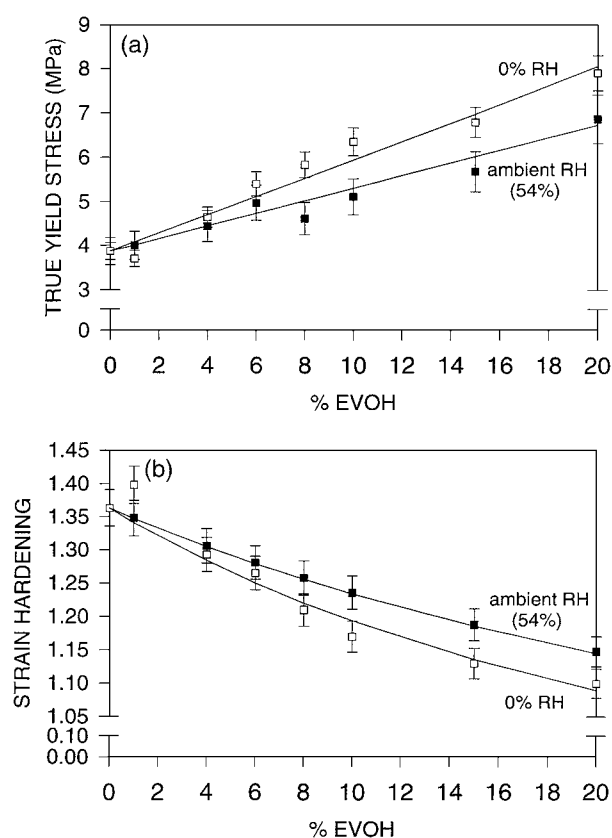 (a)
TRUE YIELD STRESS (MPa)
9
8
7
6
5
4
3
0
0% RH
ambient RH
(54%)
0 2 4 6 8 10 12 14 16 18 20
% EVOH
(b)
STRAIN HARDENING
1.45
1.40
1.35
1.30
1.25
1.20
1.15
1.10
1.05
0.10
0.00
ambient RH
(54%)
0% RH
0 2 4 6 8 10 12 14 16 18 20
% EVOH